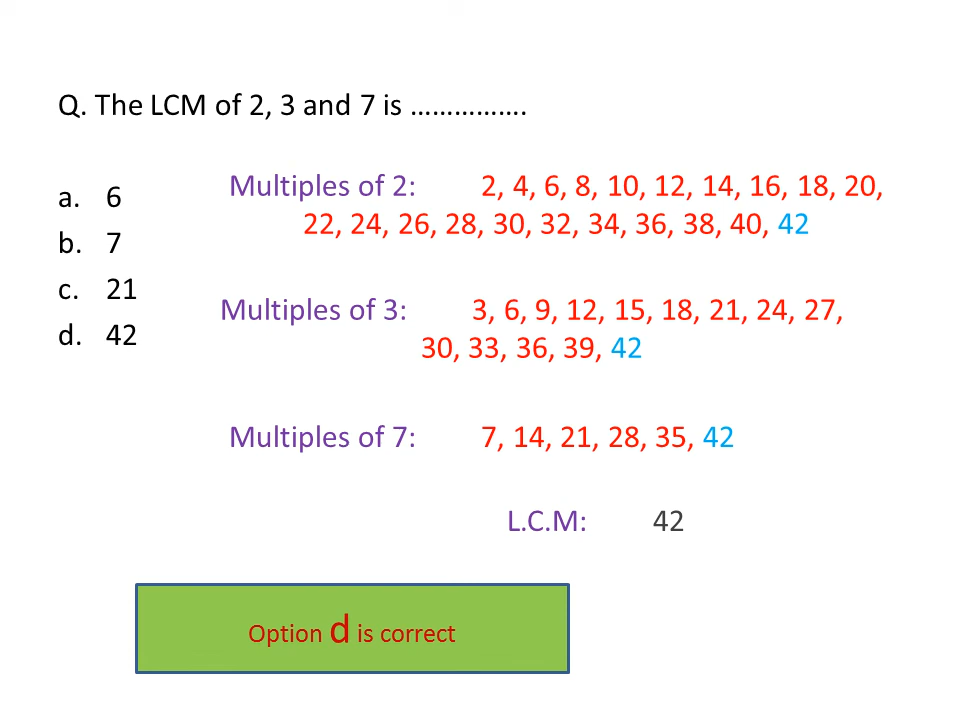 Q. The LCM of 2, 3 and 7 is …………….
a. 6
b. 7
c. 21
d. 42
Multiples of 2: 2, 4, 6, 8, 10, 12, 14, 16, 18, 20,
22, 24, 26, 28, 30, 32, 34, 36, 38, 40, 42
Multiples of 3: 3, 6, 9, 12, 15, 18, 21, 24, 27,
30, 33, 36, 39, 42
Multiples of 7: 7, 14, 21, 28, 35, 42
L.C.M: 42
Option d is correct